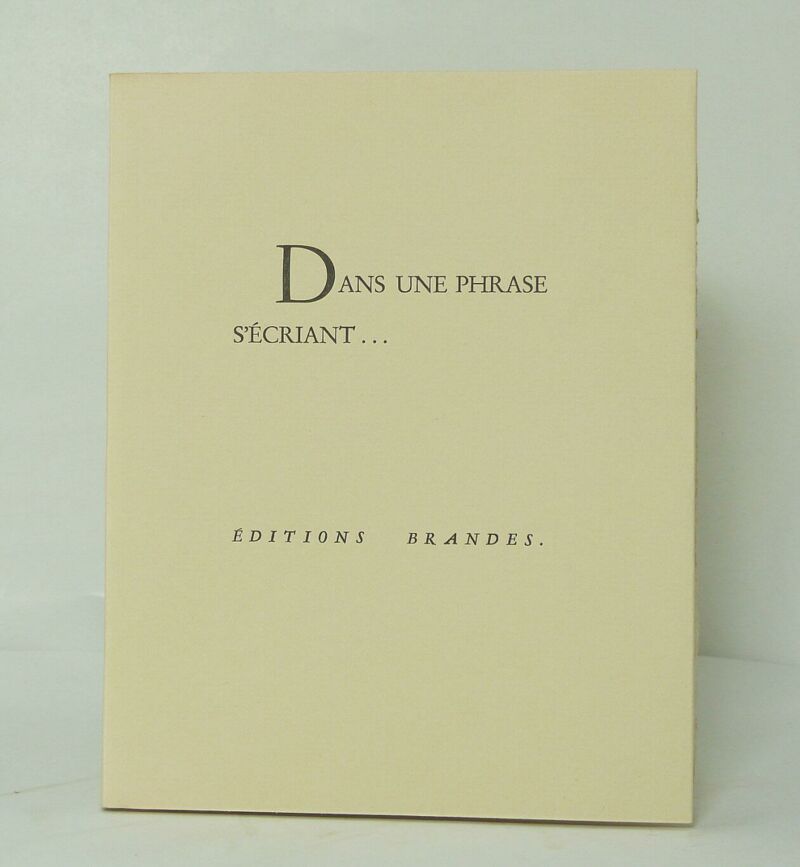 DANS UNE PHRASE
S'ÉCRIANT...
ÉDITIONS BRANDES.